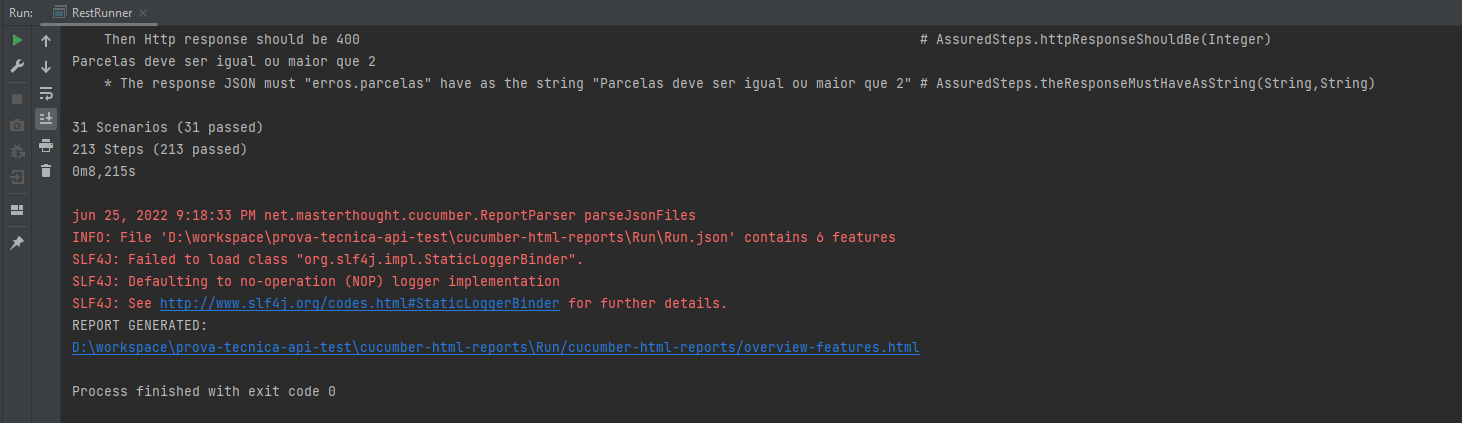 Run: RestRunner
Then Http response should be 400 # AssuredSteps.httpResponseShouldBe(Integer)
Parcelas deve ser igual ou maior que 2
* The response JSON must "erros.parcelas" have as the string "Parcelas deve ser igual ou maior que 2" # AssuredSteps.theResponseMustHaveAsString(String,String)
31 Scenarios (31 passed)
213 Steps (213 passed)
0m8,215s
jun 25, 2022 9:18:33 PM net.masterthought.cucumber.ReportParser parseJsonFiles
INFO: File 'D:\workspace\prova-tecnica-api-test\cucumber-html-reports\Run\Run.json' contains 6 features
SLF4J: Failed to load class "org.slf4j.impl.StaticLoggerBinder".
SLF4J: Defaulting to no-operation (NOP) logger implementation
SLF4J: See http://www.slf4j.org/codes.html#StaticLoggerBinder for further details.
REPORT GENERATED:
D:\workspace\prova-tecnica-api-test\cucumber-html-reports\Run/cucumber-html-reports/overview-features.html
Process finished with exit code 0